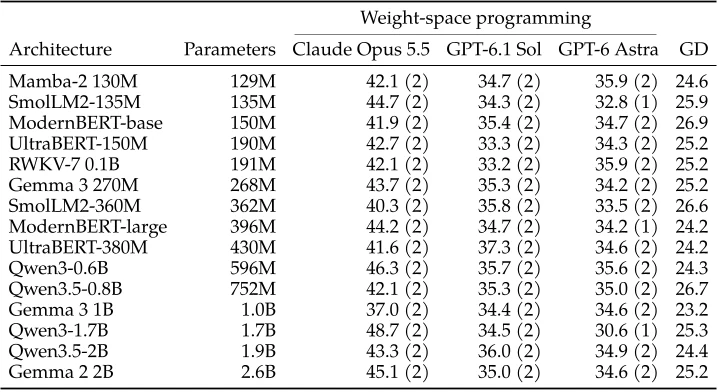 Weight-space programming
Architecture Parameters Claude Opus 5.5 GPT-6.1 Sol GPT-6 Astra GD
Mamba-2 130M 129M 42.1 (2) 34.7 (2) 35.9 (2) 24.6
SmolLM2-135M 135M 44.7 (2) 34.3 (2) 32.8 (1) 25.9
ModernBERT-base 150M 41.9 (2) 35.4 (2) 34.7 (2) 26.9
UltraBERT-150M 190M 42.7 (2) 33.3 (2) 34.3 (2) 25.2
RWKV-7 0.1B 191M 42.1 (2) 33.2 (2) 35.9 (2) 25.2
Gemma 3 270M 268M 43.7 (2) 35.3 (2) 34.2 (2) 25.2
SmolLM2-360M 362M 40.3 (2) 35.8 (2) 33.5 (2) 26.6
ModernBERT-large 396M 44.2 (2) 34.7 (2) 34.2 (1) 24.2
UltraBERT-380M 430M 41.6 (2) 37.3 (2) 34.6 (2) 24.2
Qwen3-0.6B 596M 46.3 (2) 35.7 (2) 35.6 (2) 24.3
Qwen3.5-0.8B 752M 42.1 (2) 35.3 (2) 35.0 (2) 26.7
Gemma 3 1B 1.0B 37.0 (2) 34.4 (2) 34.6 (2) 23.2
Qwen3-1.7B 1.7B 48.7 (2) 34.5 (2) 30.6 (1) 25.3
Qwen3.5-2B 1.9B 43.3 (2) 36.0 (2) 34.9 (2) 24.4
Gemma 2 2B 2.6B 45.1 (2) 35.0 (2) 34.6 (2) 25.2